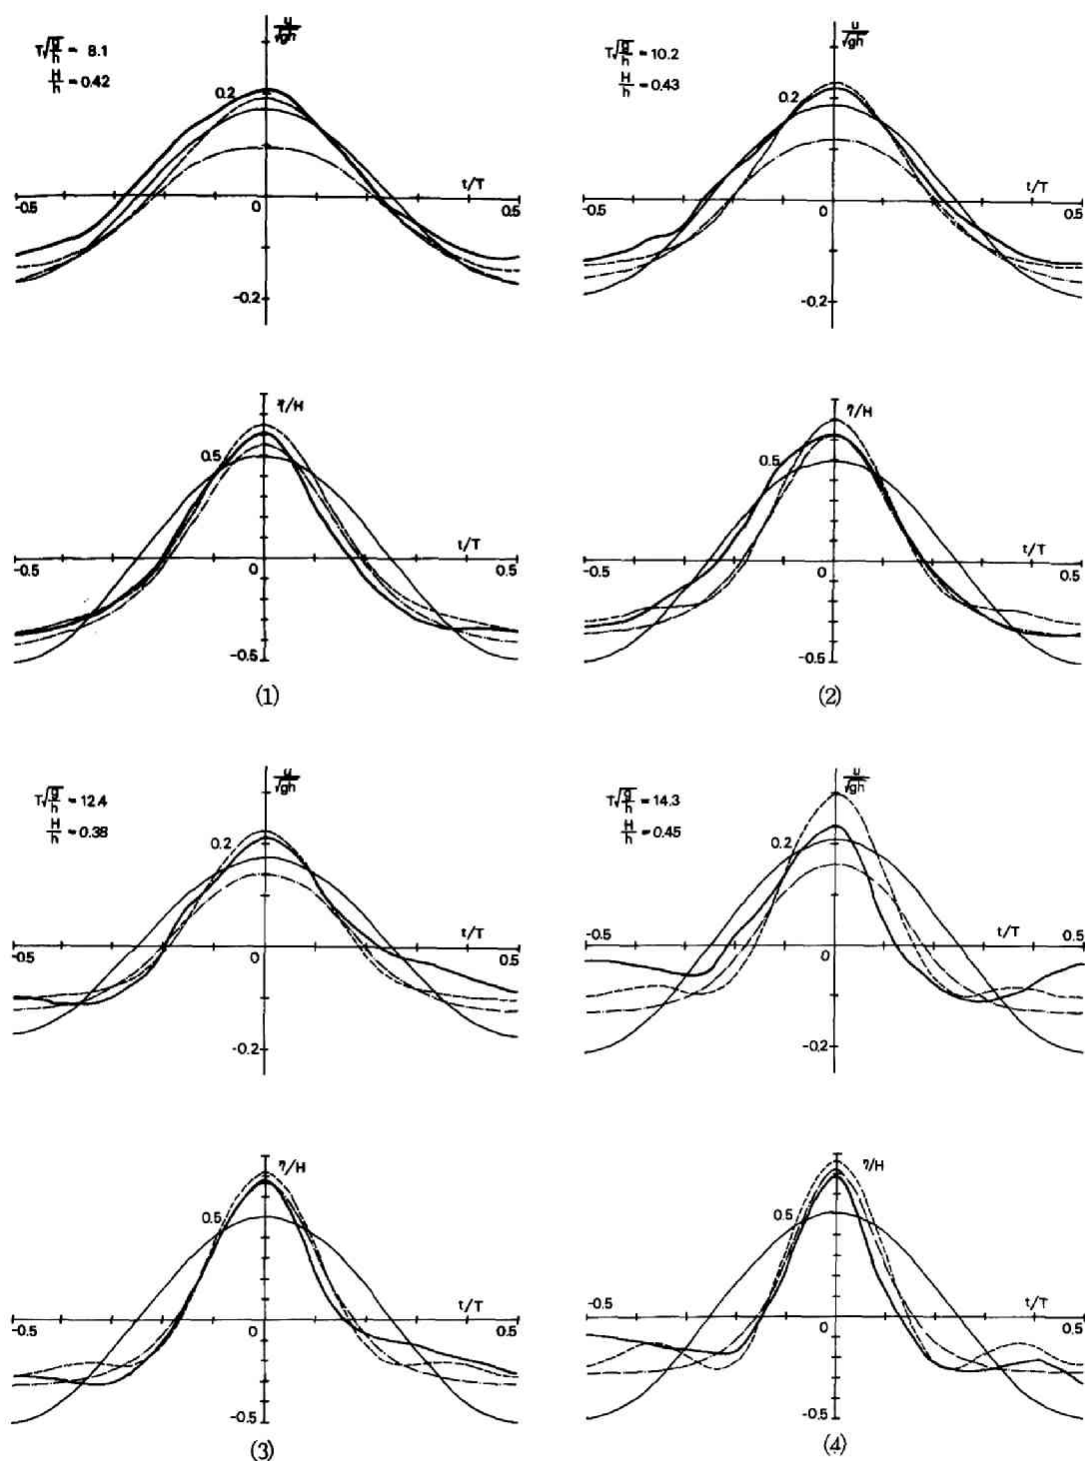 T√g/h = 8.1
H/h = 0.42
u/√gh
0.2
t/T
-0.5
0
0.5
-0.2
η/H
0.5
t/T
-0.5
0
0.5
-0.5
(1)
T√g/h = 10.2
H/h = 0.43
u/√gh
0.2
t/T
-0.5
0
0.5
-0.2
η/H
0.5
t/T
-0.5
0
0.5
-0.5
(2)
T√g/h = 12.4
H/h = 0.38
u/√gh
0.2
t/T
-0.5
0
0.5
-0.2
η/H
0.5
t/T
-0.5
0
0.5
-0.5
(3)
T√g/h = 14.3
H/h = 0.45
u/√gh
0.2
t/T
-0.5
0
0.5
-0.2
η/H
0.5
t/T
-0.5
0
0.5
-0.5
(4)